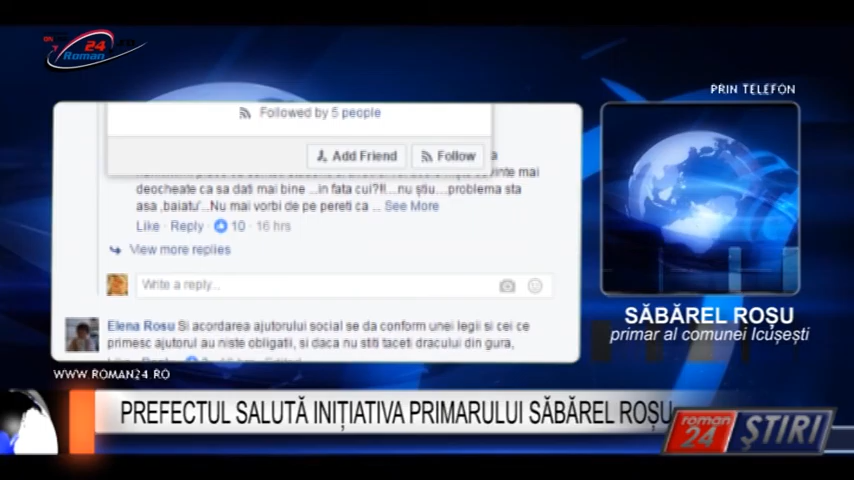 24
Roman
PRIN TELEFON
Followed by 5 people
Add Friend
Follow
deocheate ca sa dati mai bine ...in fata cui?!!...nu știu....problema sta
asa ,baiatu'...Nu mai vorbi de pe pereti ca ... See More
Like · Reply · 10 · 16 hrs
View more replies
Write a reply...
Elena Rosu Si acordarea ajutorului social se da conform unei legii si cei ce
primesc ajutorul au niste obligatii, si daca nu stiti taceti dracului din gura,
SĂBĂREL ROȘU
primar al comunei Icușești
WWW.ROMAN24.RO
PREFECTUL SALUTĂ INIȚIATIVA PRIMARULUI SĂBĂREL ROȘU
roman
24
ȘTIRI